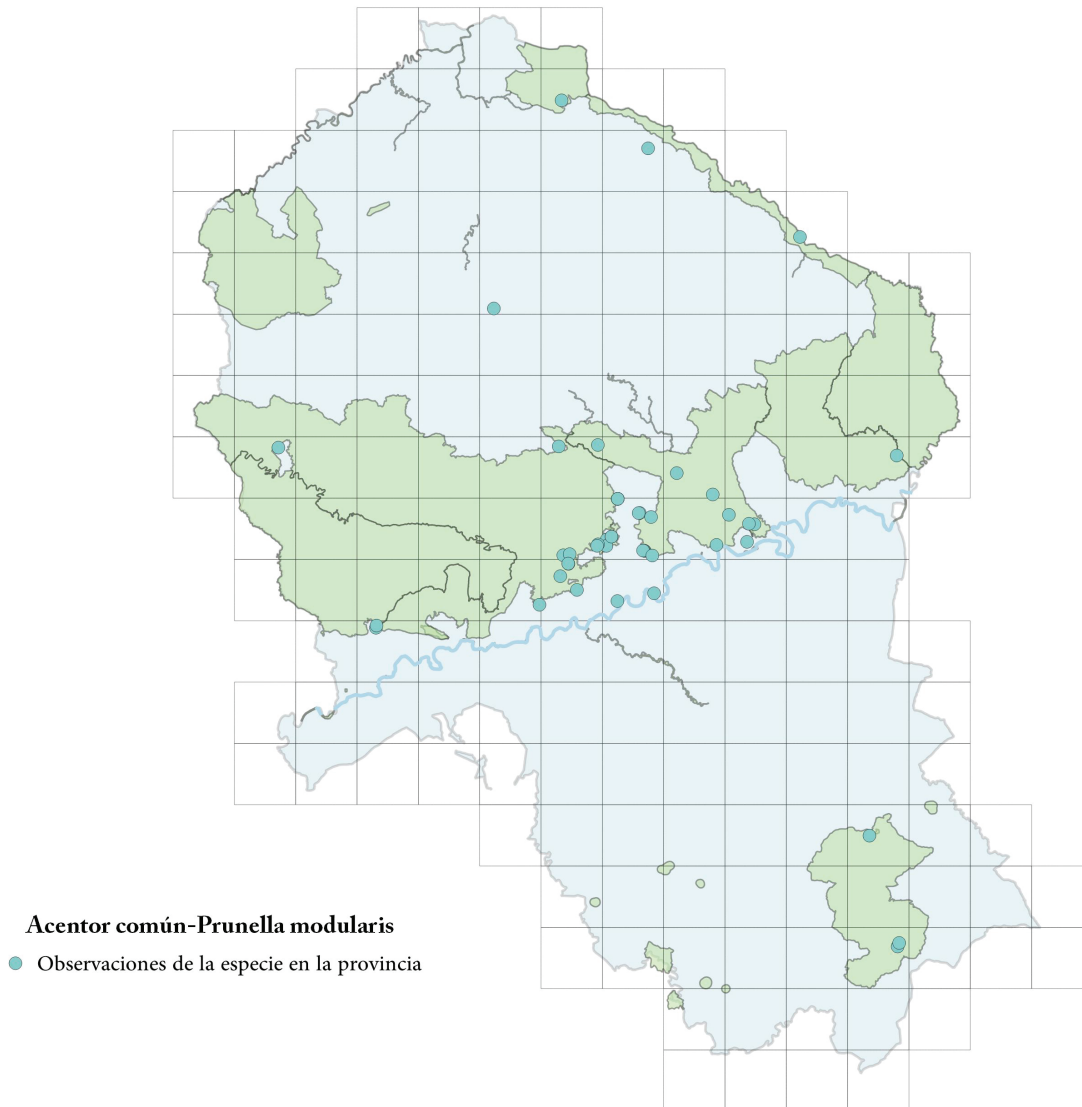 Acentor común-Prunella modularis
Observaciones de la especie en la provincia